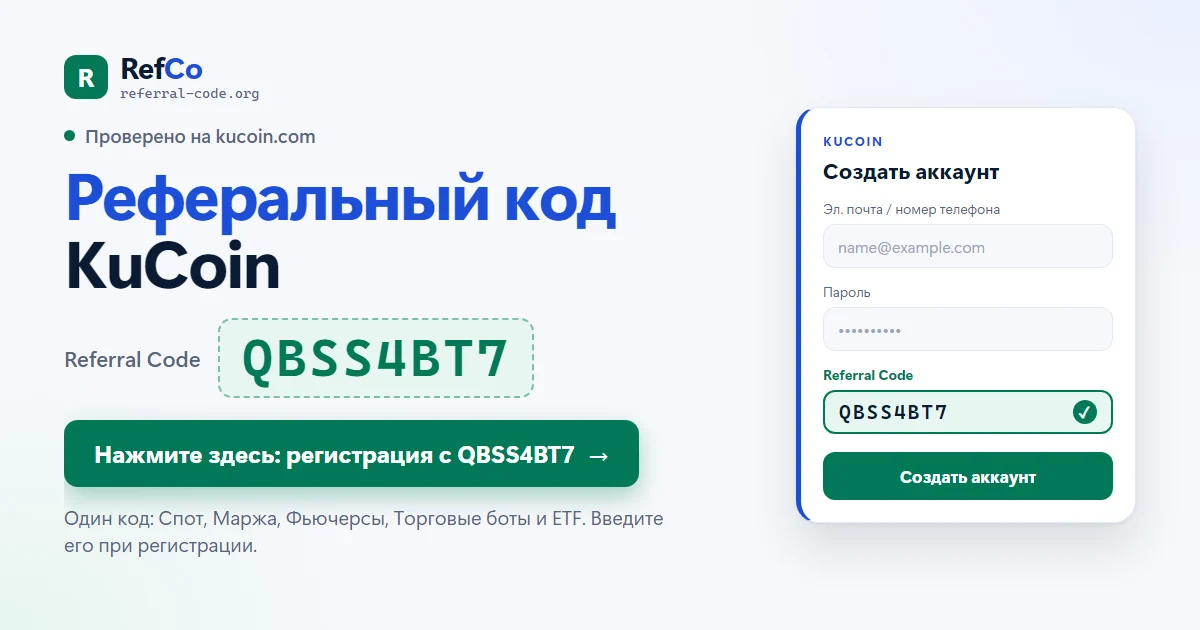 R
RefCo
referral-code.org
Проверено на kucoin.com
Реферальный код
KuCoin
Referral Code
QBSS4BT7
Нажмите здесь: регистрация с QBSS4BT7 →
Один код: Спот, Маржа, Фьючерсы, Торговые боты и ETF. Введите
его при регистрации.
KUCOIN
Создать аккаунт
Эл. почта / номер телефона
name@example.com
Пароль
••••••••••
Referral Code
QBSS4BT7
Создать аккаунт